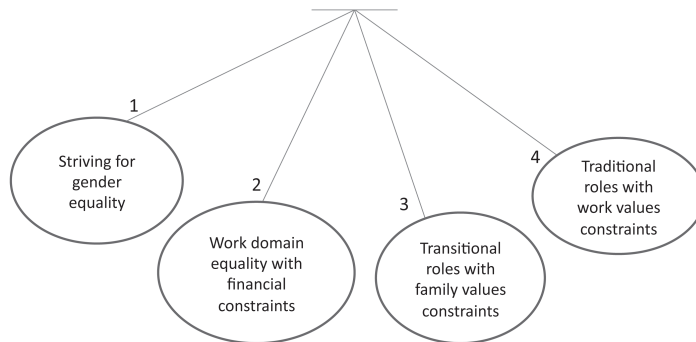 1
Striving for
gender
equality
2
Work domain
equality with
financial
constraints
3
Transitional
roles with
family values
constraints
4
Traditional
roles with
work values
constraints